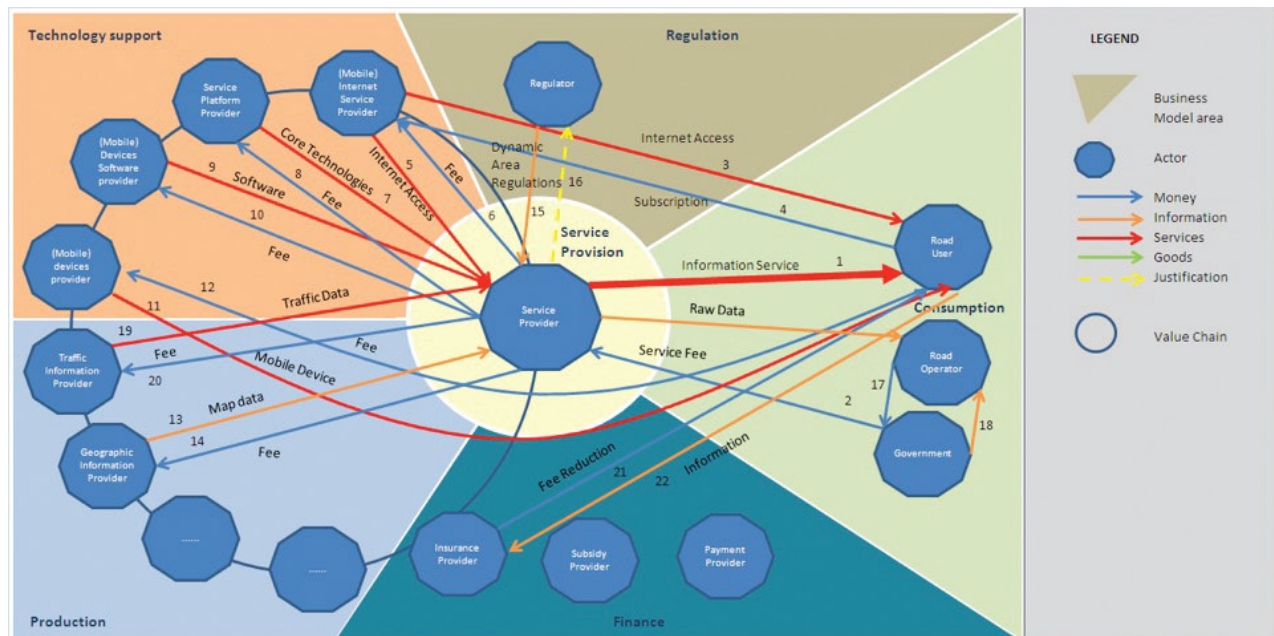 Technology support
Regulation
(Mobile)
Internet
Service
Provider
Service
Platform
Provider
(Mobile)
Devices
Software
provider
(Mobile)
devices
provider
Regulator
Core Technologies
Internet Access
5
Fee
Dynamic
Area
Regulations
16
9
Software
8
Fee
7
10
Fee
6
15
Internet Access
3
Subscription
4
Service
Provision
Road
User
Information Service
1
Consumption
12
11
Traffic Data
19
Service
Provider
Raw Data
Traffic
Information
Provider
Fee
20
Mobile Device
Fee
Service Fee
Road
Operator
17
2
18
13
Map data
14
Fee
Geographic
Information
Provider
Government
Fee Reduction
21
22
Information
......
......
Insurance
Provider
Subsidy
Provider
Payment
Provider
Production
Finance
LEGEND
Business
Model area
Actor
Money
Information
Services
Goods
Justification
Value Chain